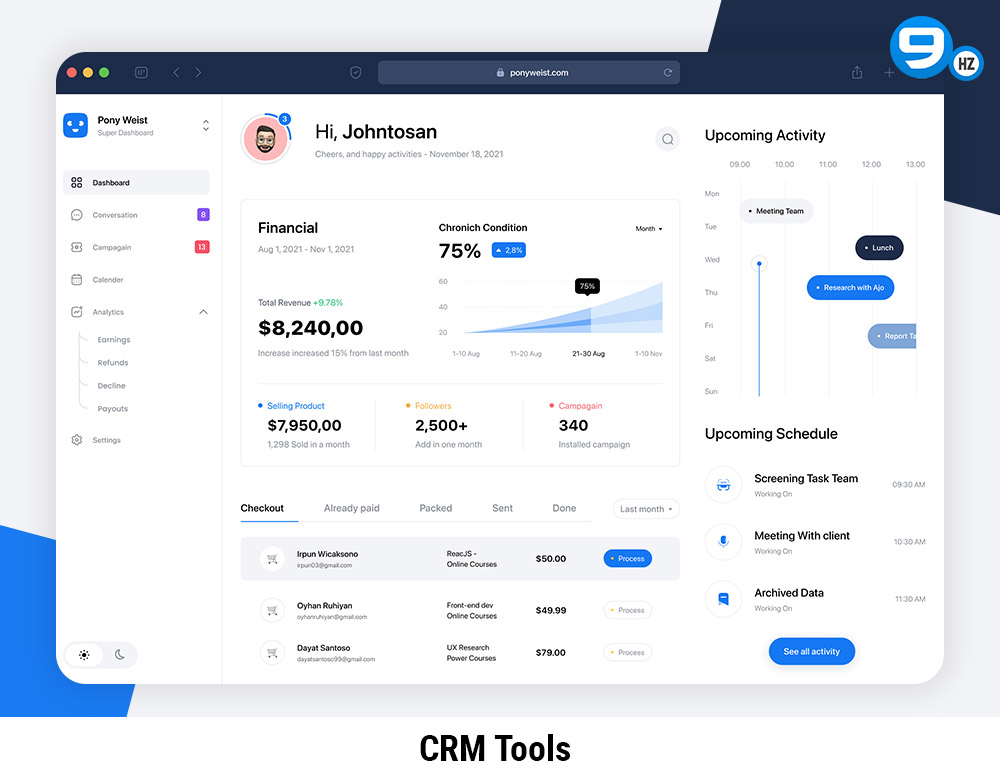 9
HZ
ponyweist.com
Pony Weist
Super Dashboard
Dashboard
Conversation
8
Campagain
13
Calender
Analytics
Earnings
Refunds
Decline
Payouts
Settings
3
Hi, Johntosan
Cheers, and happy activities - November 18, 2021
Financial
Aug 1, 2021 - Nov 1, 2021
Total Revenue +9.78%
$8,240,00
Increase increased 15% from last month
Chronich Condition
Month
75%
2,8%
60
40
20
75%
1-10 Aug
11-20 Aug
21-30 Aug
1-10 Nov
Selling Product
$7,950,00
1,298 Sold in a month
Followers
2,500+
Add in one month
Campagain
340
Installed campaign
Checkout
Already paid
Packed
Sent
Done
Last month
Irpun Wicaksono
irpun03@gmail.com
ReacJS -
Online Courses
$50.00
Process
Oyhan Ruhiyan
oyhanruhiyan@gmail.com
Front-end dev
Online Courses
$49.99
Process
Dayat Santoso
dayatsantoso99@gmail.com
UX Research
Power Courses
$79.00
Process
Upcoming Activity
09.00
10.00
11:00
12:00
13.00
Mon
Tue
Wed
Thu
Fri
Sat
Sun
Meeting Team
Lunch
Research with Ajo
Report Ta
Upcoming Schedule
Screening Task Team
Working On
09:30 AM
Meeting With client
Working On
10:30 AM
Archived Data
Working On
11:30 AM
See all activity
CRM Tools